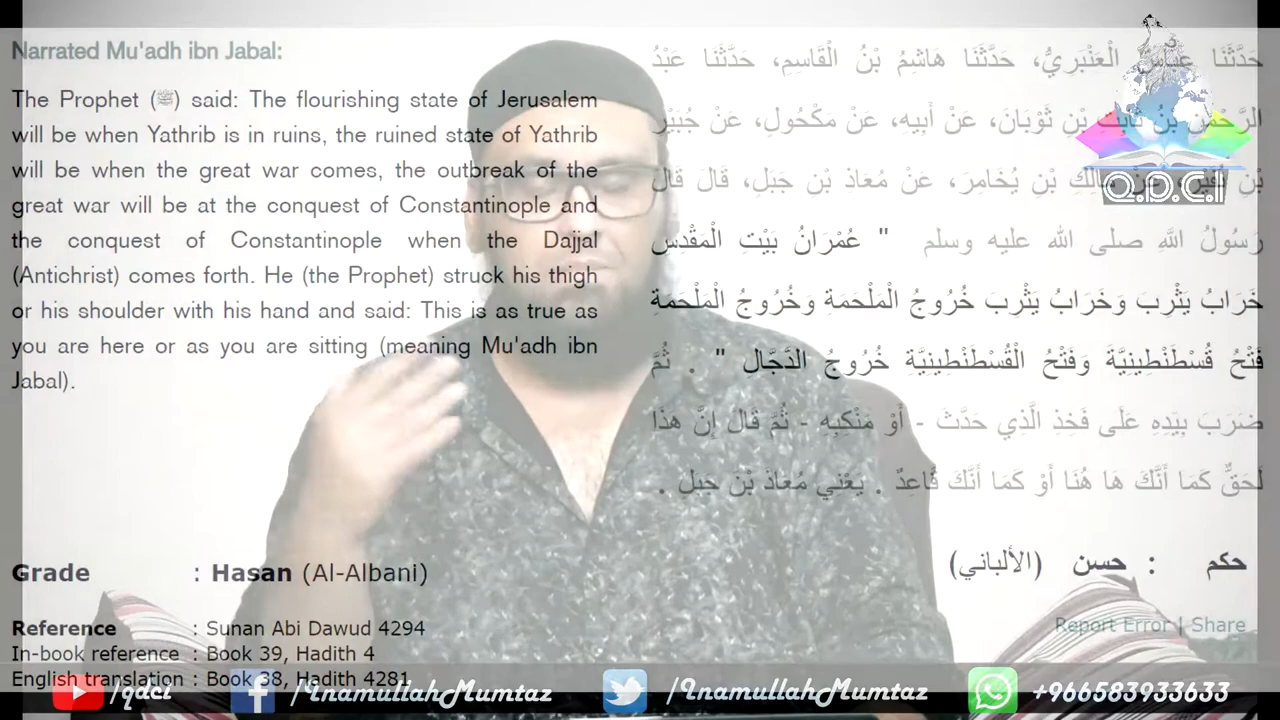 Narrated Mu'adh ibn Jabal:
The Prophet (ﷺ) said: The flourishing state of Jerusalem
will be when Yathrib is in ruins, the ruined state of Yathrib
will be when the great war comes, the outbreak of the
great war will be at the conquest of Constantinople and
the conquest of Constantinople when the Dajjal
(Antichrist) comes forth. He (the Prophet) struck his thigh
or his shoulder with his hand and said: This is as true as
you are here or as you are sitting (meaning Mu'adh ibn
Jabal).
حَدَّثَنَا عَبَّاسٌ الْعَنْبَرِيُّ، حَدَّثَنَا هَاشِمُ بْنُ الْقَاسِمِ، حَدَّثَنَا عَبْدُ
الرَّحْمَنِ بْنُ ثَابِتِ بْنِ ثَوْبَانَ، عَنْ أَبِيهِ، عَنْ مَكْحُولٍ، عَنْ جُبَيْرِ
بْنِ نُفَيْرٍ، عَنْ مَالِكِ بْنِ يُخَامِرَ، عَنْ مُعَاذِ بْنِ جَبَلٍ، قَالَ قَالَ
رَسُولُ اللَّهِ صلى الله عليه وسلم " عُمْرَانُ بَيْتِ الْمَقْدِسِ
خَرَابُ يَثْرِبَ وَخَرَابُ يَثْرِبَ خُرُوجُ الْمَلْحَمَةِ وَخُرُوجُ الْمَلْحَمَةِ
فَتْحُ قُسْطَنْطِينِيَّةَ وَفَتْحُ الْقُسْطَنْطِينِيَّةِ خُرُوجُ الدَّجَّالِ " . ثُمَّ
ضَرَبَ بِيَدِهِ عَلَى فَخِذِ الَّذِي حَدَّثَ - أَوْ مَنْكِبِهِ - ثُمَّ قَالَ إِنَّ هَذَا
لَحَقٌّ كَمَا أَنَّكَ هَا هُنَا أَوْ كَمَا أَنَّكَ قَاعِدٌ . يَعْنِي مُعَاذَ بْنَ جَبَلٍ .
Q.D.C.I
Grade : Hasan (Al-Albani)
حكم : حسن (الألباني)
Reference : Sunan Abi Dawud 4294
In-book reference : Book 39, Hadith 4
English translation : Book 38, Hadith 4281
Report Error | Share
/qdci
/InamullahMumtaz
/InamullahMumtaz
+966583933633